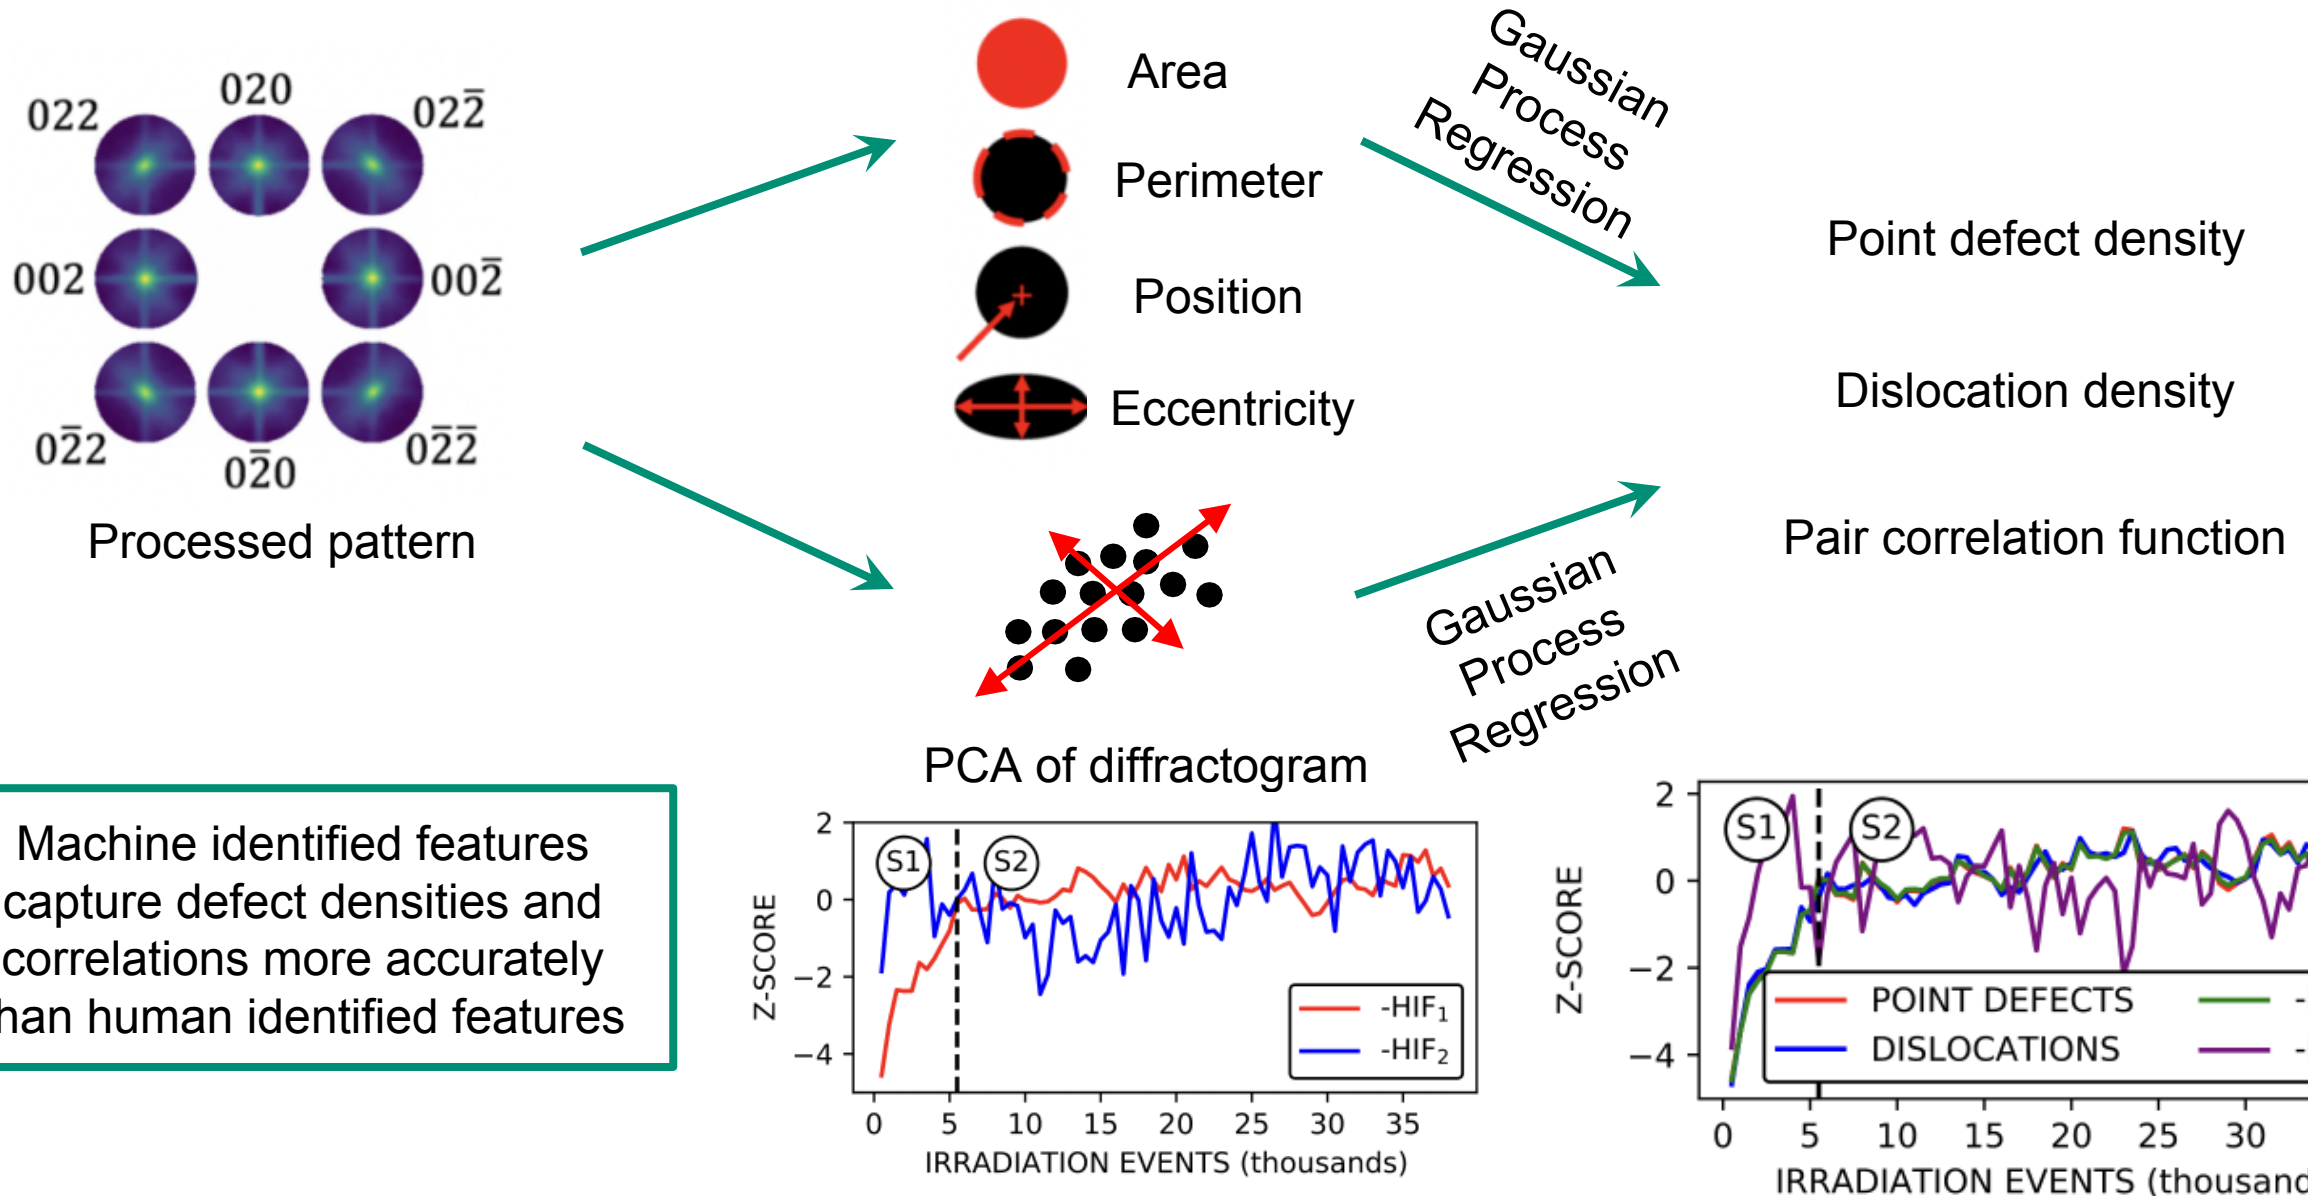 022
020
022̅
002
002̅
02̅2
02̅0
02̅2̅
Processed pattern
Area
Perimeter
Position
Eccentricity
Gaussian
Process
Regression
Point defect density
Dislocation density
Pair correlation function
Gaussian
Process
Regression
PCA of diffractogram
Machine identified features
capture defect densities and
correlations more accurately
han human identified features
2
0
−2
−4
Z-SCORE
S1
S2
-HIF₁
-HIF₂
0 5 10 15 20 25 30 35
IRRADIATION EVENTS (thousands)
2
0
−2
−4
Z-SCORE
S1
S2
POINT DEFECTS -
DISLOCATIONS -
0 5 10 15 20 25 30
IRRADIATION EVENTS (thousand